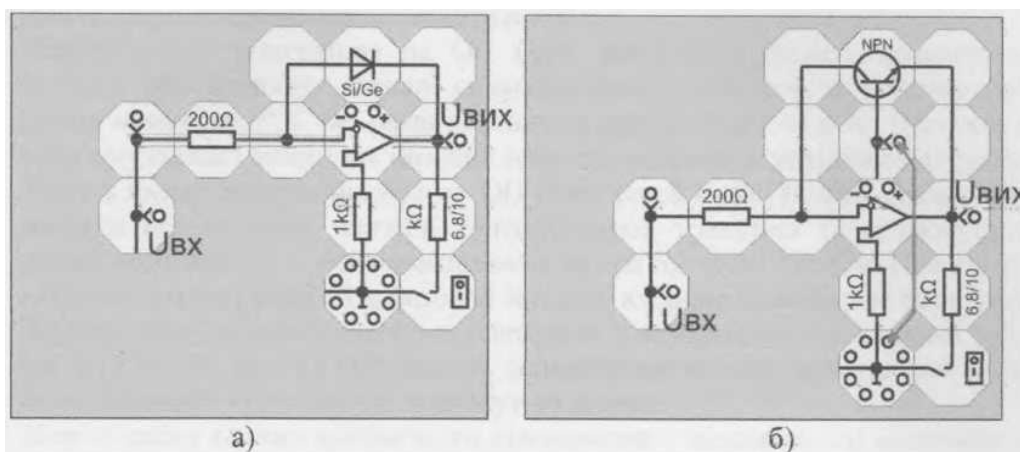 Si/Ge
200Ω
- +
Uвих
Uвх
1kΩ
kΩ
6,8/10
а)
NPN
- +
200Ω
Uвих
Uвх
1kΩ
kΩ
6,8/10
б)